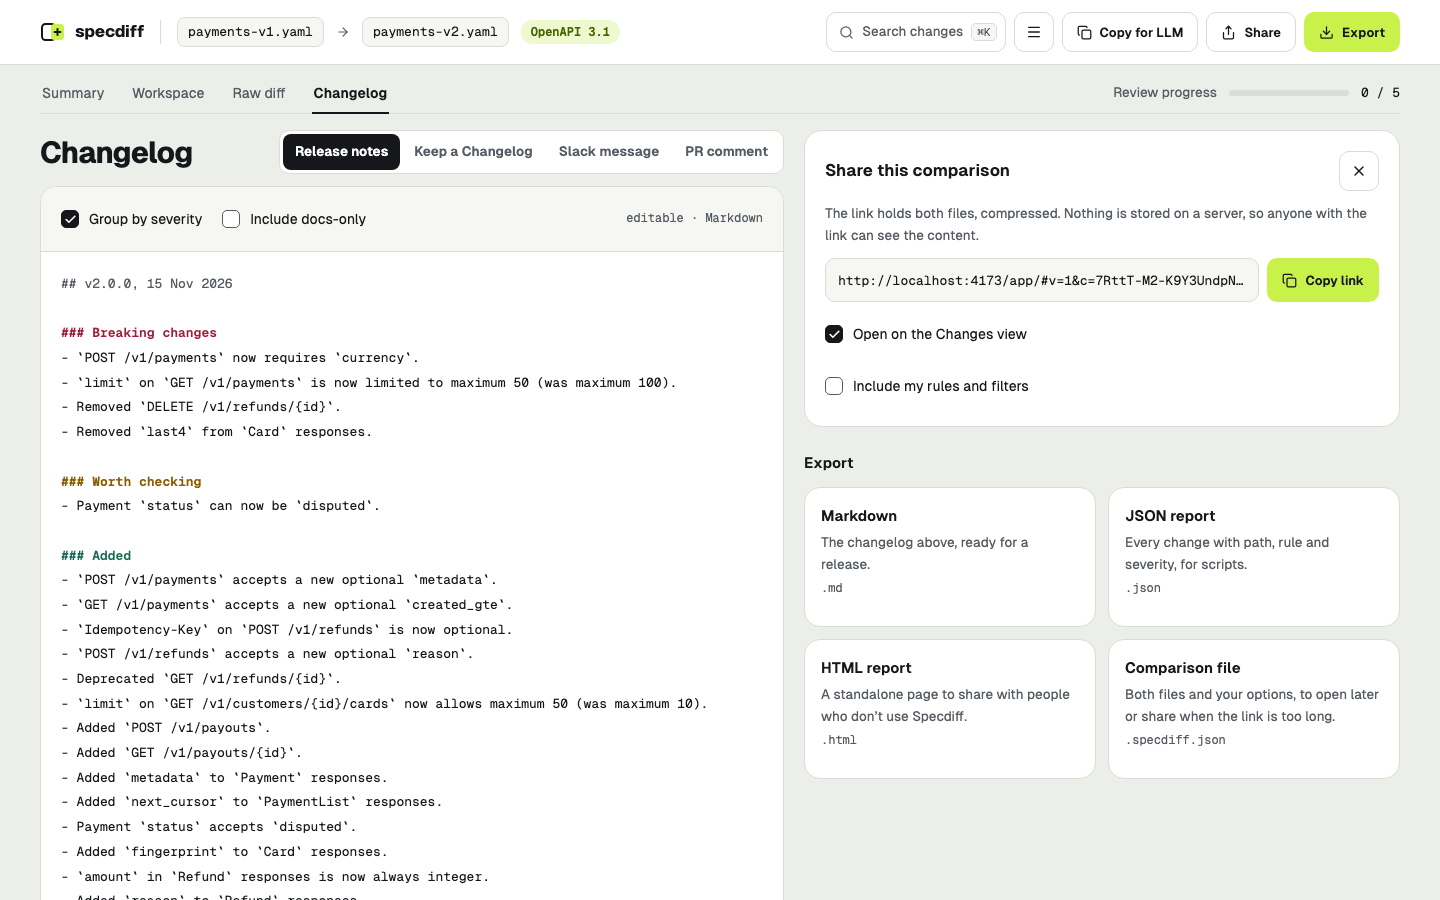 specdiff
payments-v1.yaml → payments-v2.yaml
OpenAPI 3.1
Search changes ⌘K
Copy for LLM
Share
Export
Summary
Workspace
Raw diff
Changelog
Review progress 0 / 5
Changelog
Release notes
Keep a Changelog
Slack message
PR comment
Group by severity
Include docs-only
editable · Markdown
## v2.0.0, 15 Nov 2026
### Breaking changes
- `POST /v1/payments` now requires `currency`.
- `limit` on `GET /v1/payments` is now limited to maximum 50 (was maximum 100).
- Removed `DELETE /v1/refunds/{id}`.
- Removed `last4` from `Card` responses.
### Worth checking
- Payment `status` can now be `disputed`.
### Added
- `POST /v1/payments` accepts a new optional `metadata`.
- `GET /v1/payments` accepts a new optional `created_gte`.
- `Idempotency-Key` on `POST /v1/refunds` is now optional.
- `POST /v1/refunds` accepts a new optional `reason`.
- Deprecated `GET /v1/refunds/{id}`.
- `limit` on `GET /v1/customers/{id}/cards` now allows maximum 50 (was maximum 10).
- Added `POST /v1/payouts`.
- Added `GET /v1/payouts/{id}`.
- Added `metadata` to `Payment` responses.
- Added `next_cursor` to `PaymentList` responses.
- Payment `status` accepts `disputed`.
- Added `fingerprint` to `Card` responses.
- `amount` in `Refund` responses is now always integer.
- Added `reason` to `Refund` responses.
Share this comparison
The link holds both files, compressed. Nothing is stored on a server, so anyone with the
link can see the content.
http://localhost:4173/app/#v=1&c=7RttT-M2-K9Y3UndpN…
Copy link
Open on the Changes view
Include my rules and filters
Export
Markdown
The changelog above, ready for a
release.
.md
JSON report
Every change with path, rule and
severity, for scripts.
.json
HTML report
A standalone page to share with people
who don’t use Specdiff.
.html
Comparison file
Both files and your options, to open later
or share when the link is too long.
.specdiff.json